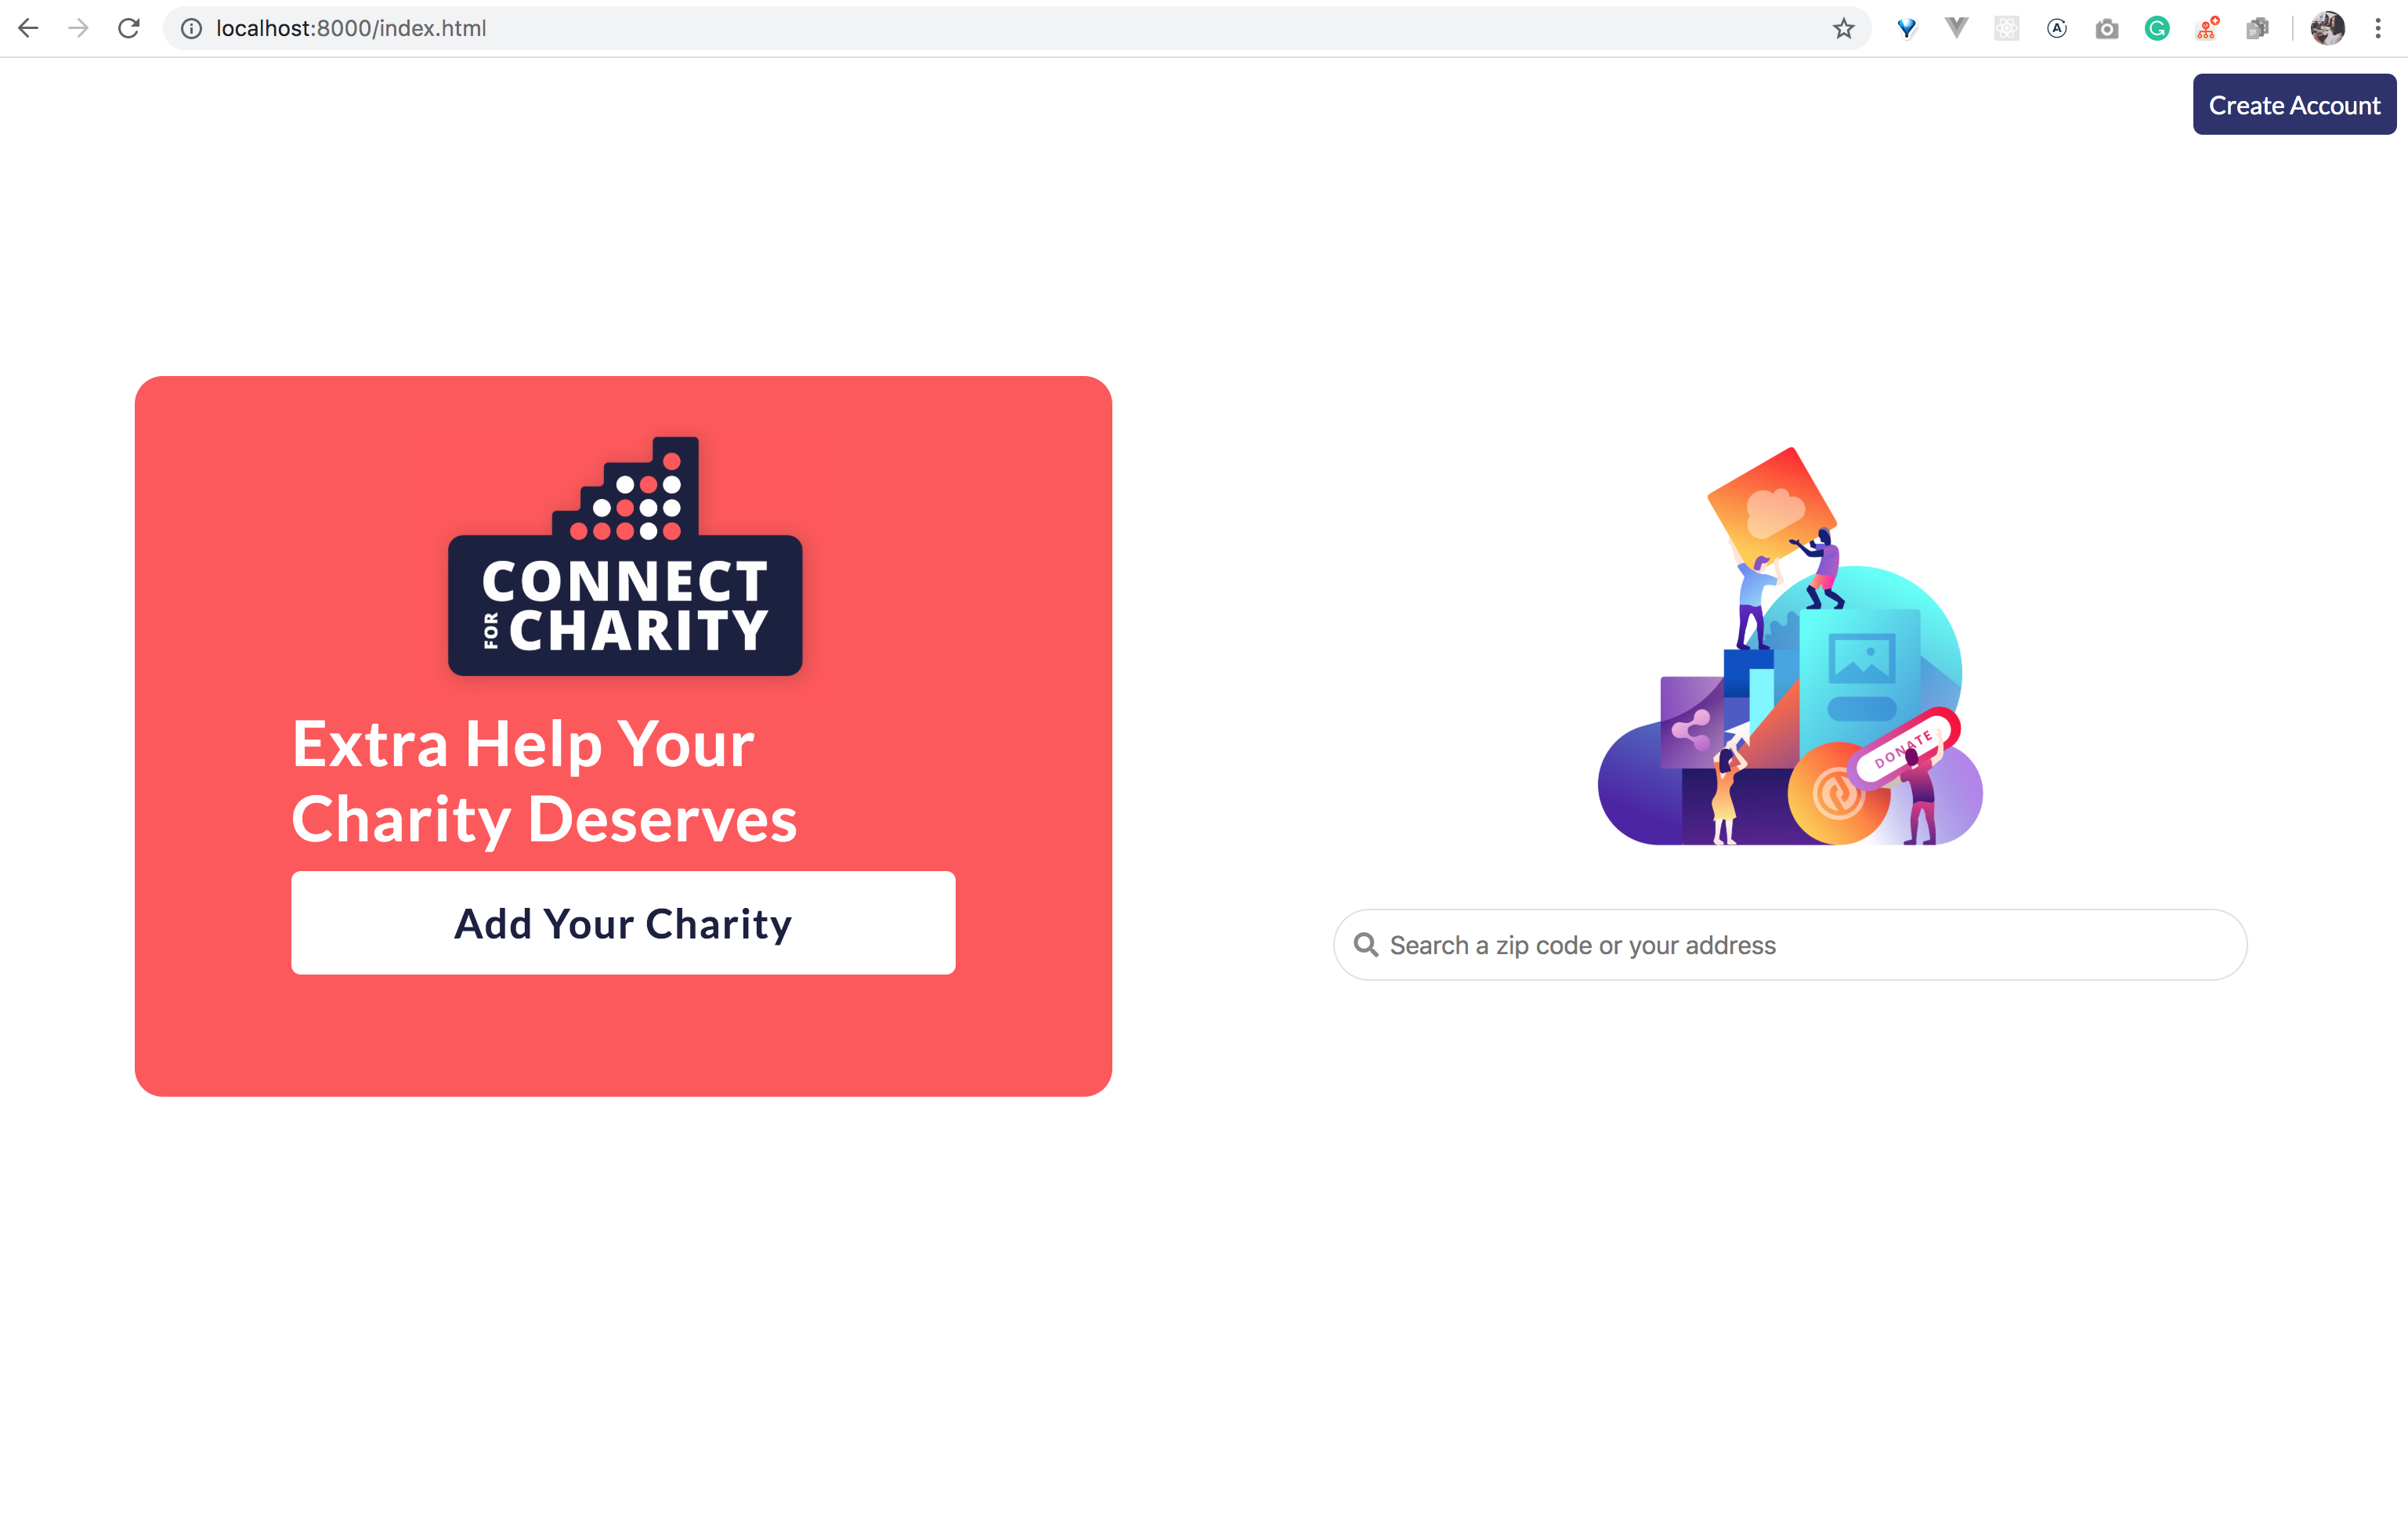 localhost:8000/index.html
Create Account
CONNECT
FOR CHARITY
Extra Help Your
Charity Deserves
Add Your Charity
DONATE
Search a zip code or your address